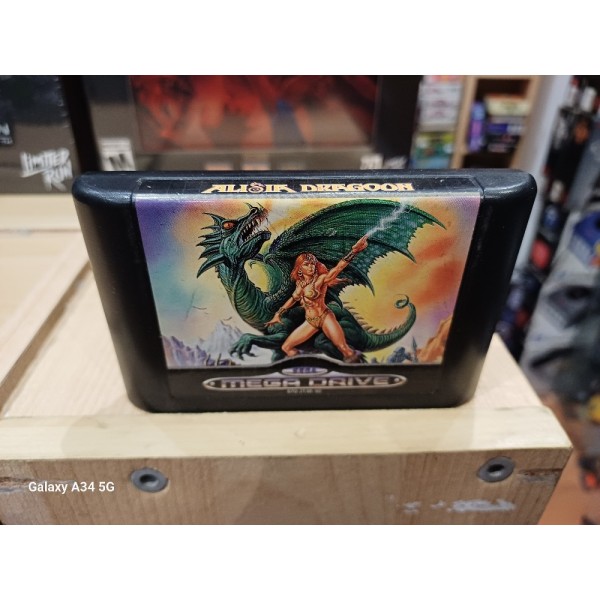 LIMITED
RUN
M
ALISIA DRAGOON
SEGA
MEGA DRIVE
Galaxy A34 5G